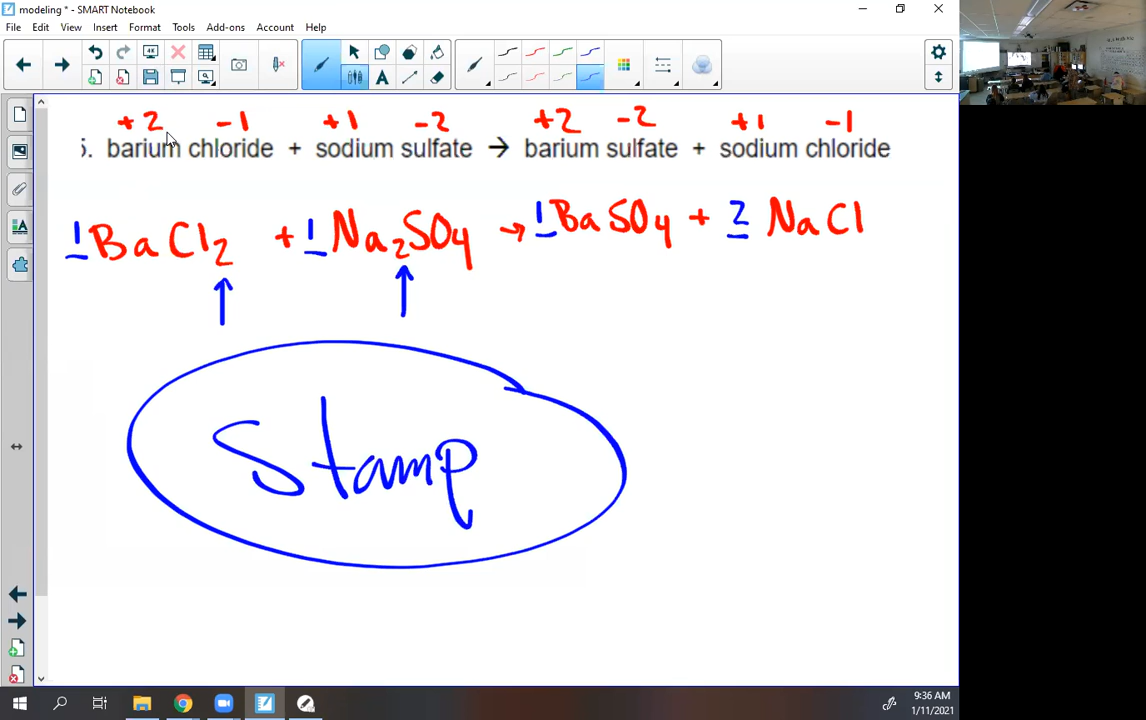 modeling * - SMART Notebook
File Edit View Insert Format Tools Add-ons Account Help
+2 -1 +1 -2 +2 -2 +1 -1
5. barium chloride + sodium sulfate → barium sulfate + sodium chloride
1 BaCl2 + 1 Na2SO4 → 1 BaSO4 + 2 NaCl
Stamp
9:36 AM
1/11/2021